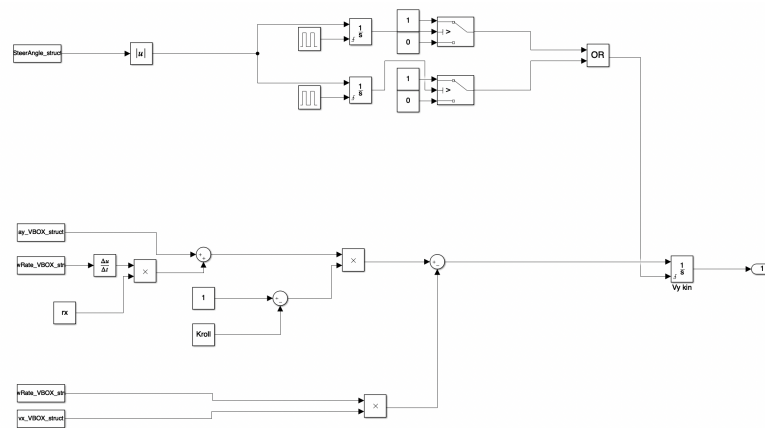 SteerAngle_struct
|u|
1
s
1
>
0
OR
1
s
1
>
0
ay_VBOX_struct
wRate_VBOX_str
Δu
Δt
×
+
+
×
+
−
1
s
Vy kin
1
rx
1
+
−
Kroll
wRate_VBOX_str
vx_VBOX_struct
×